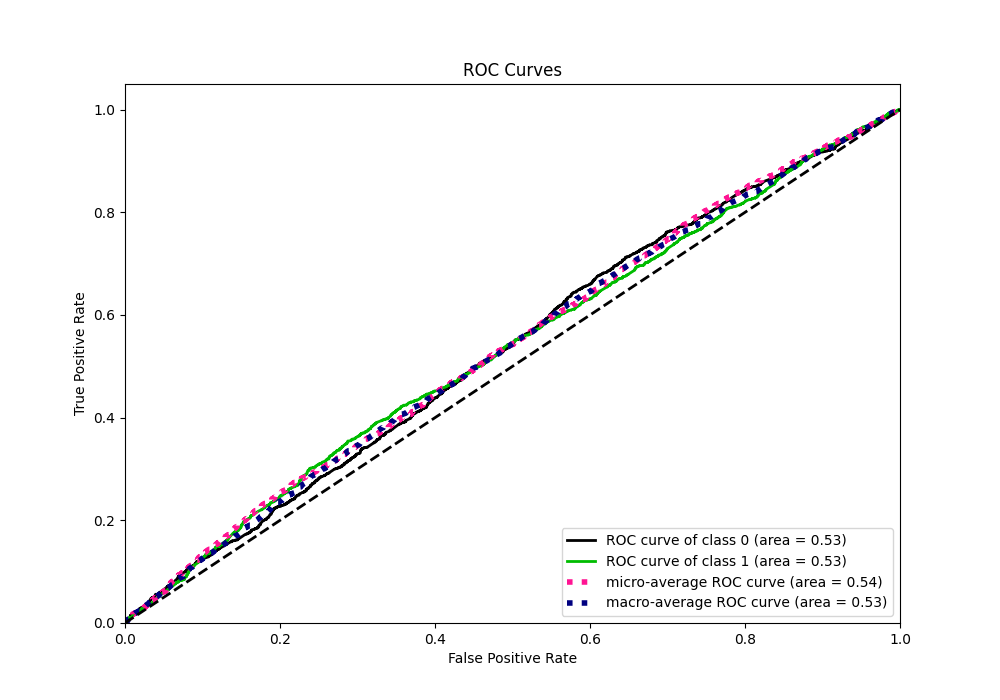 ROC Curves
True Positive Rate
1.0
0.8
0.6
0.4
0.2
0.0
ROC curve of class 0 (area = 0.53)
ROC curve of class 1 (area = 0.53)
micro-average ROC curve (area = 0.54)
macro-average ROC curve (area = 0.53)
0.0 0.2 0.4 0.6 0.8 1.0
False Positive Rate